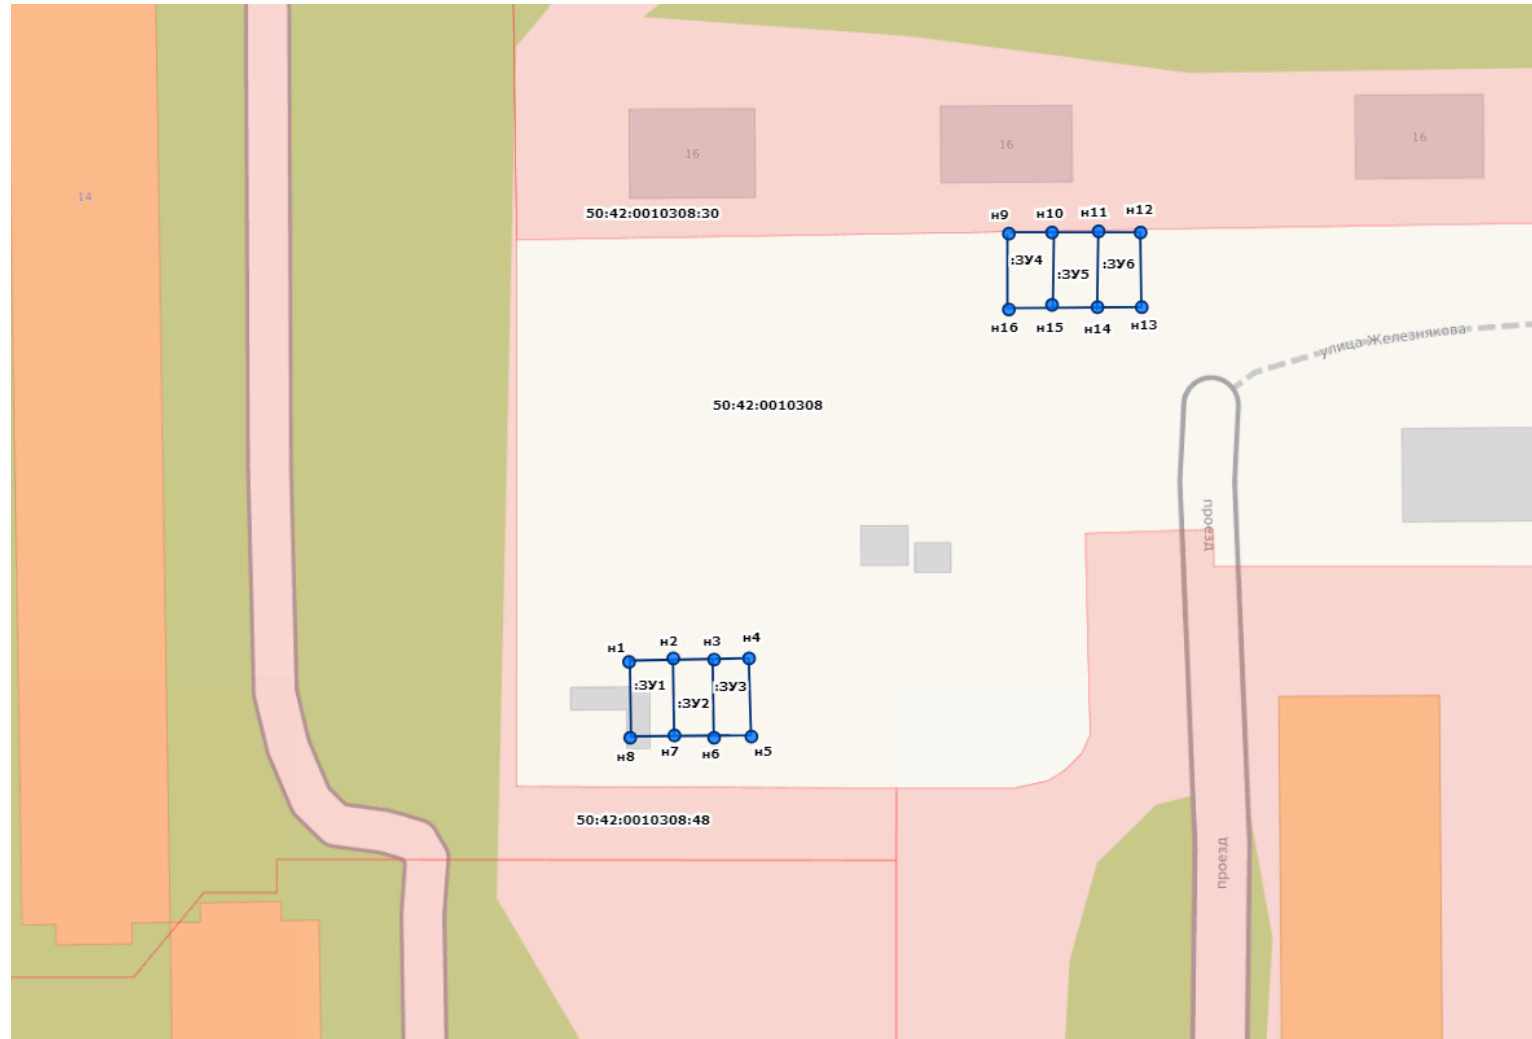 16
16
16
14
50:42:0010308:30
н9
н10
н11
н12
:ЗУ4
:ЗУ5
:ЗУ6
н16
н15
н14
н13
улица Железнякова
50:42:0010308
проезд
н1
н2
н3
н4
:ЗУ1
:ЗУ2
:ЗУ3
н8
н7
н6
н5
50:42:0010308:48
проезд